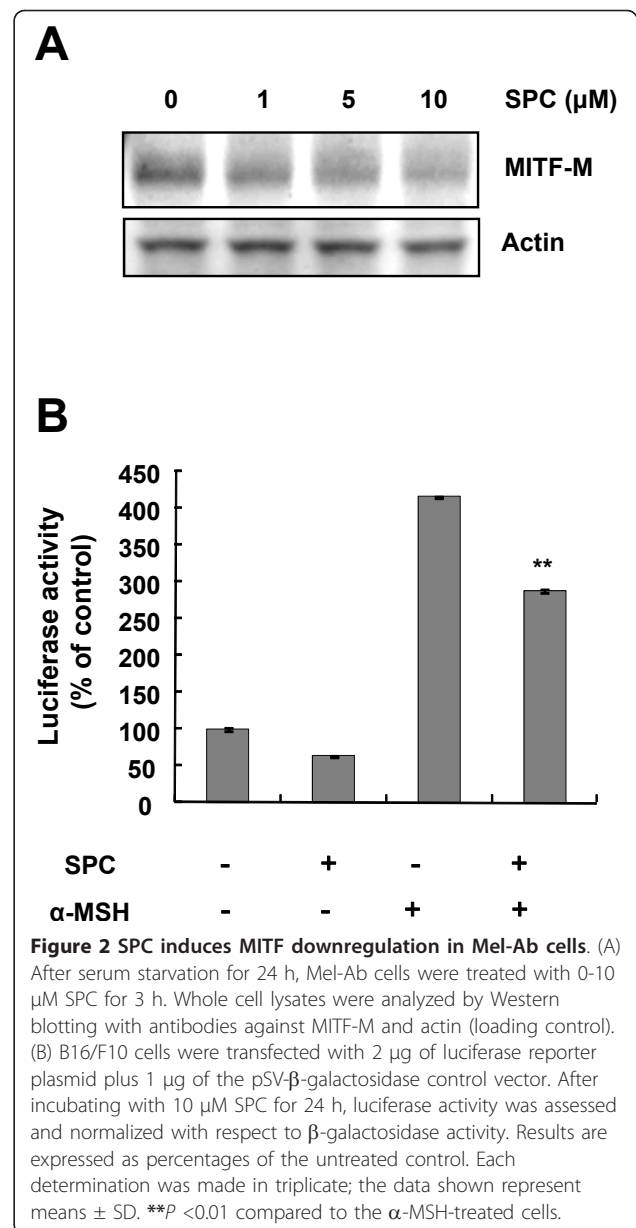 A
0 1 5 10 SPC (µM)
MITF-M
Actin
B
Luciferase activity
(% of control)
450
400
350
300
250
200
150
100
50
0
**
SPC - + - +
α-MSH - - + +
Figure 2 SPC induces MITF downregulation in Mel-Ab cells. (A)
After serum starvation for 24 h, Mel-Ab cells were treated with 0-10
µM SPC for 3 h. Whole cell lysates were analyzed by Western
blotting with antibodies against MITF-M and actin (loading control).
(B) B16/F10 cells were transfected with 2 µg of luciferase reporter
plasmid plus 1 µg of the pSV-β-galactosidase control vector. After
incubating with 10 µM SPC for 24 h, luciferase activity was assessed
and normalized with respect to β-galactosidase activity. Results are
expressed as percentages of the untreated control. Each
determination was made in triplicate; the data shown represent
means ± SD. **P <0.01 compared to the α-MSH-treated cells.